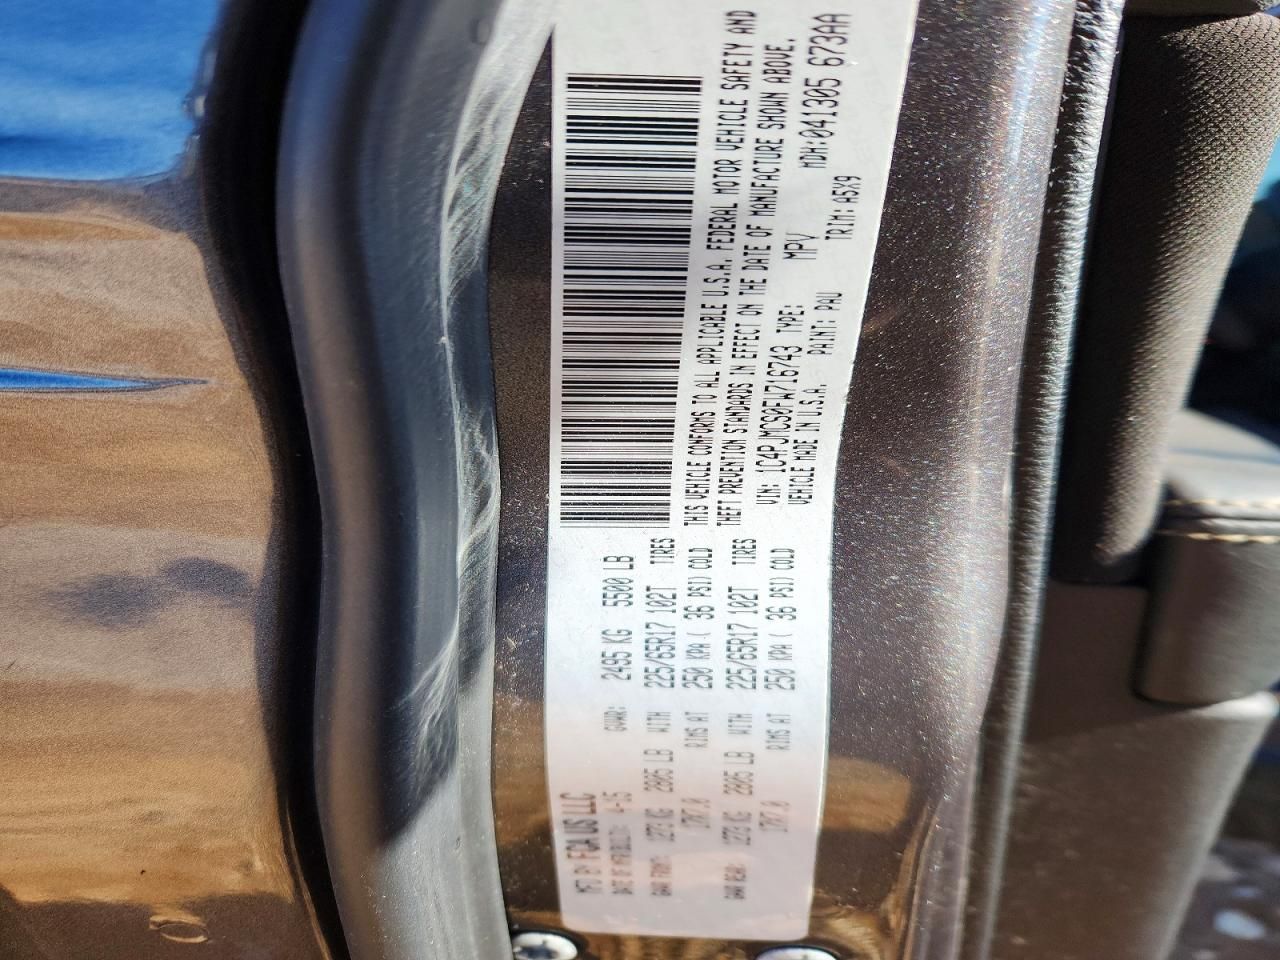 MFD BY FCA US LLC
DATE OF MFR 4-15 GVWR: 2495 KG 5500 LB
GAWR FRONT: 1273 KG 2805 LB WITH 225/65R17 102T TIRES
17X7.0 RIMS AT 250 KPA ( 36 PSI) COLD
GAWR REAR: 1273 KG 2805 LB WITH 225/65R17 102T TIRES
17X7.0 RIMS AT 250 KPA ( 36 PSI) COLD
THIS VEHICLE CONFORMS TO ALL APPLICABLE U.S.A. FEDERAL MOTOR VEHICLE SAFETY AND
THEFT PREVENTION STANDARDS IN EFFECT ON THE DATE OF MANUFACTURE SHOWN ABOVE.
VIN: 1C4PJMCS0FW716743 TYPE: MPV MDH: 041305 673AA
VEHICLE MADE IN U.S.A. PAINT: PAU TRIM: A5X9